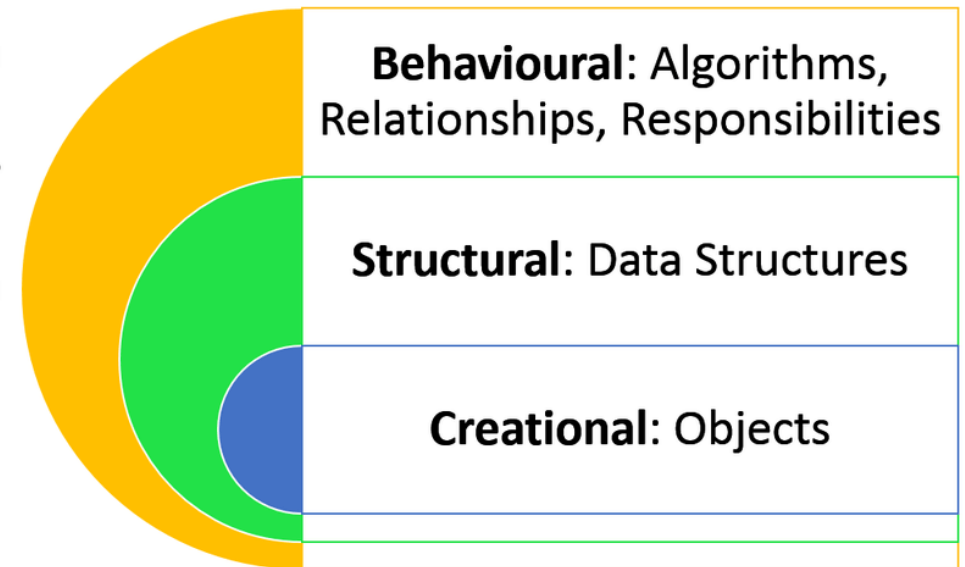 Behavioural: Algorithms,
Relationships, Responsibilities
Structural: Data Structures
Creational: Objects